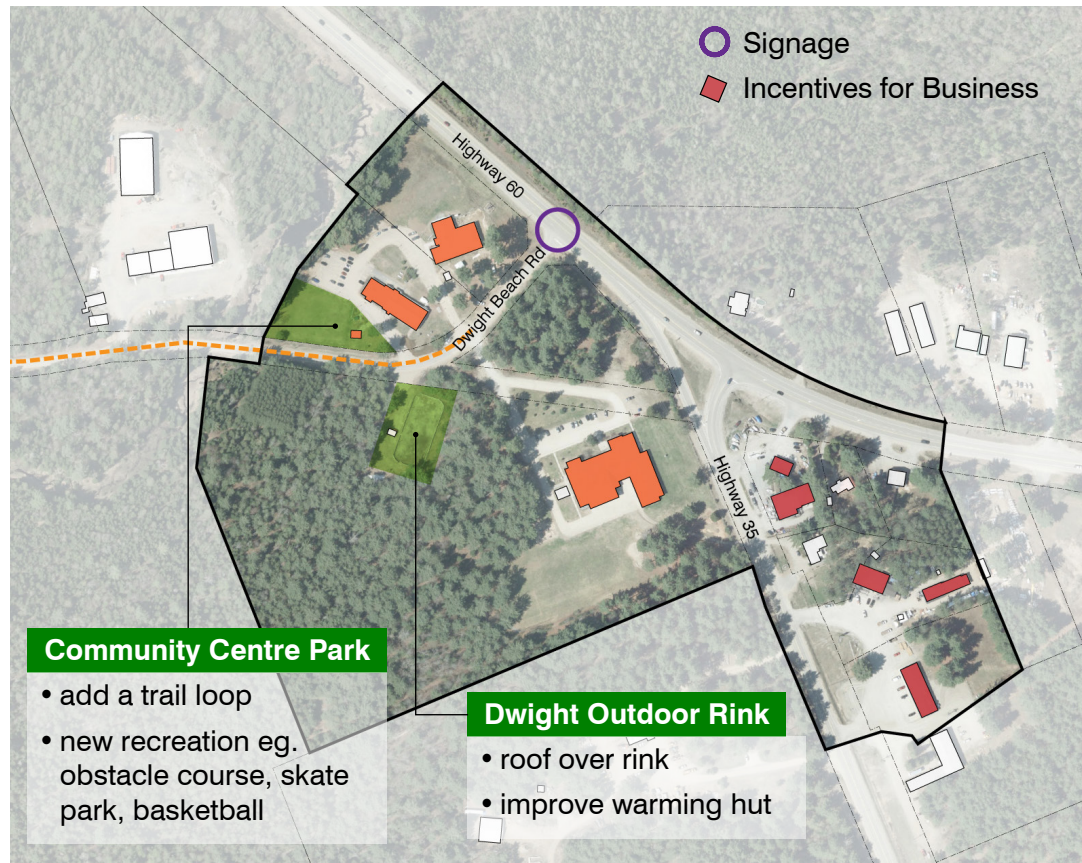 Signage
Incentives for Business
Highway 60
Dwight Beach Rd
Highway 35
Community Centre Park
• add a trail loop
• new recreation eg.
obstacle course, skate
park, basketball
Dwight Outdoor Rink
• roof over rink
• improve warming hut